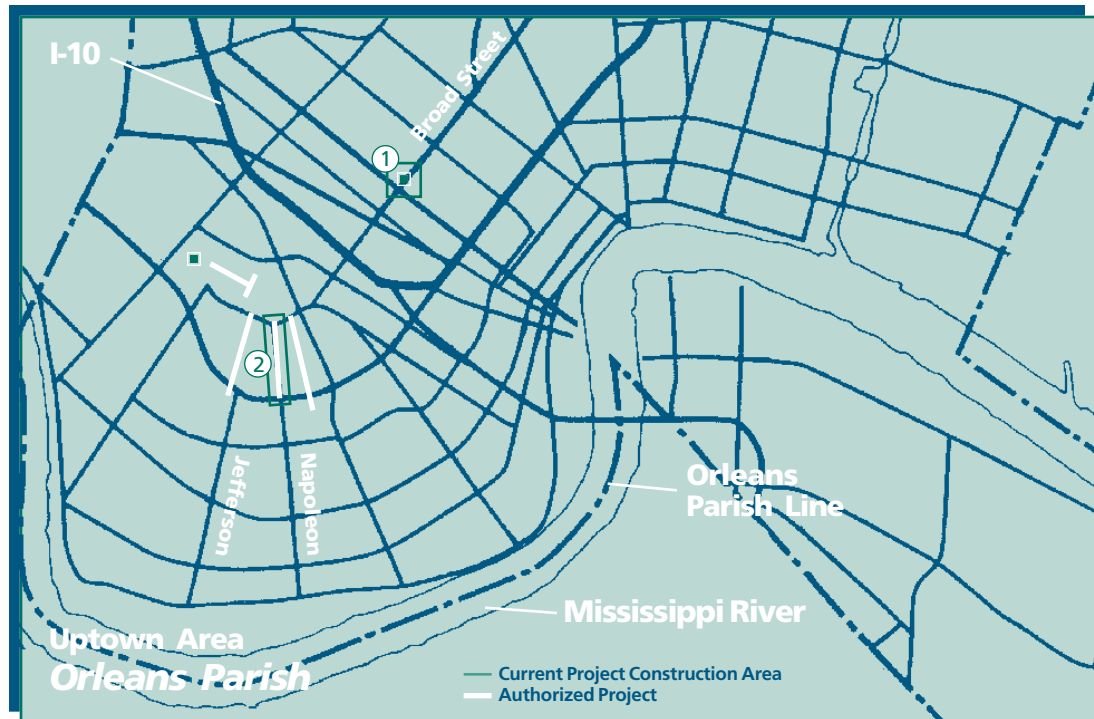 I-10
Broad Street
1
2
Jefferson
Napoleon
Orleans
Parish Line
Mississippi River
Uptown Area
Orleans Parish
Current Project Construction Area
Authorized Project